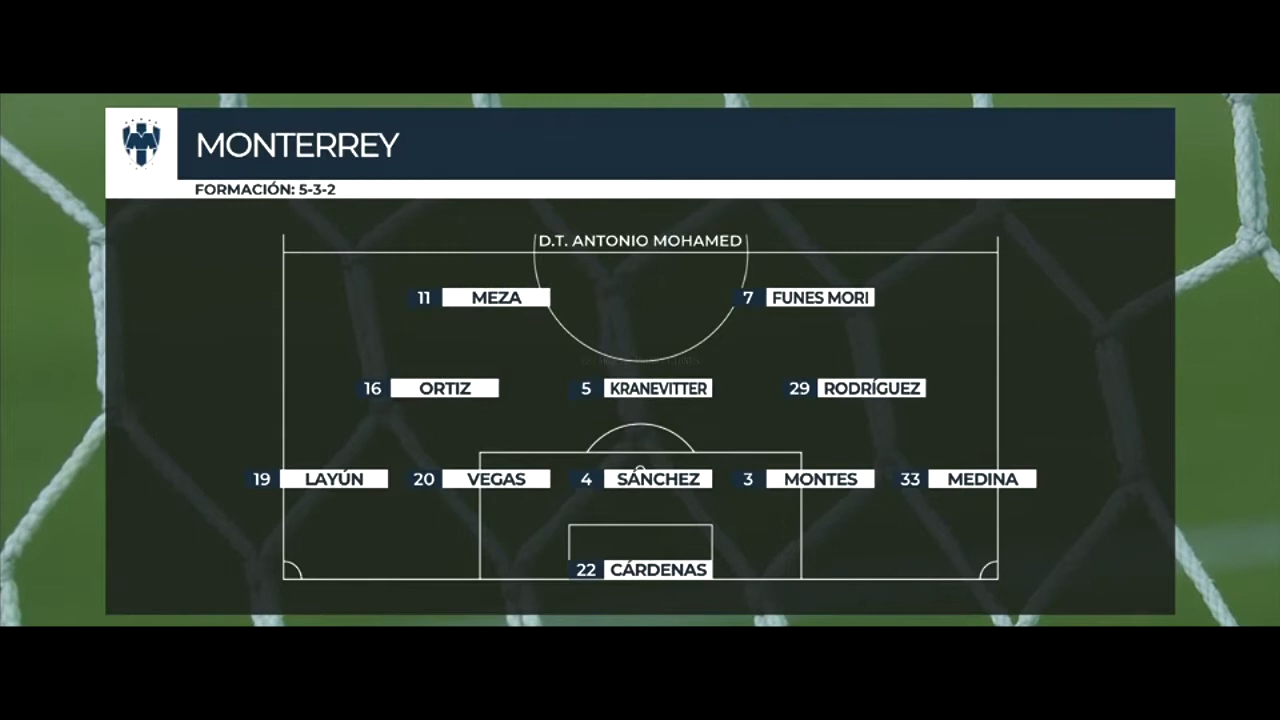 MONTERREY
FORMACIÓN: 5-3-2
D.T. ANTONIO MOHAMED
11 MEZA 7 FUNES MORI
16 ORTIZ 5 KRANEVITTER 29 RODRÍGUEZ
19 LAYÚN 20 VEGAS 4 SÁNCHEZ 3 MONTES 33 MEDINA
22 CÁRDENAS